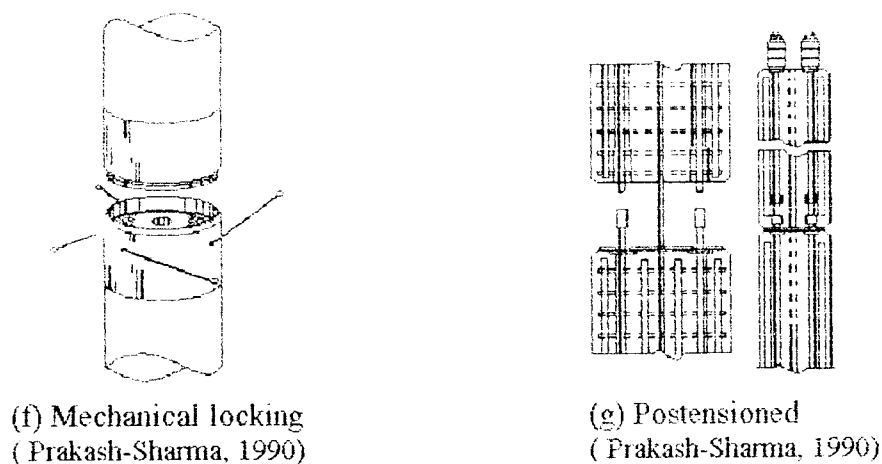 (f) Mechanical locking
( Prakash-Sharma, 1990)
(g) Postensioned
( Prakash-Sharma, 1990)